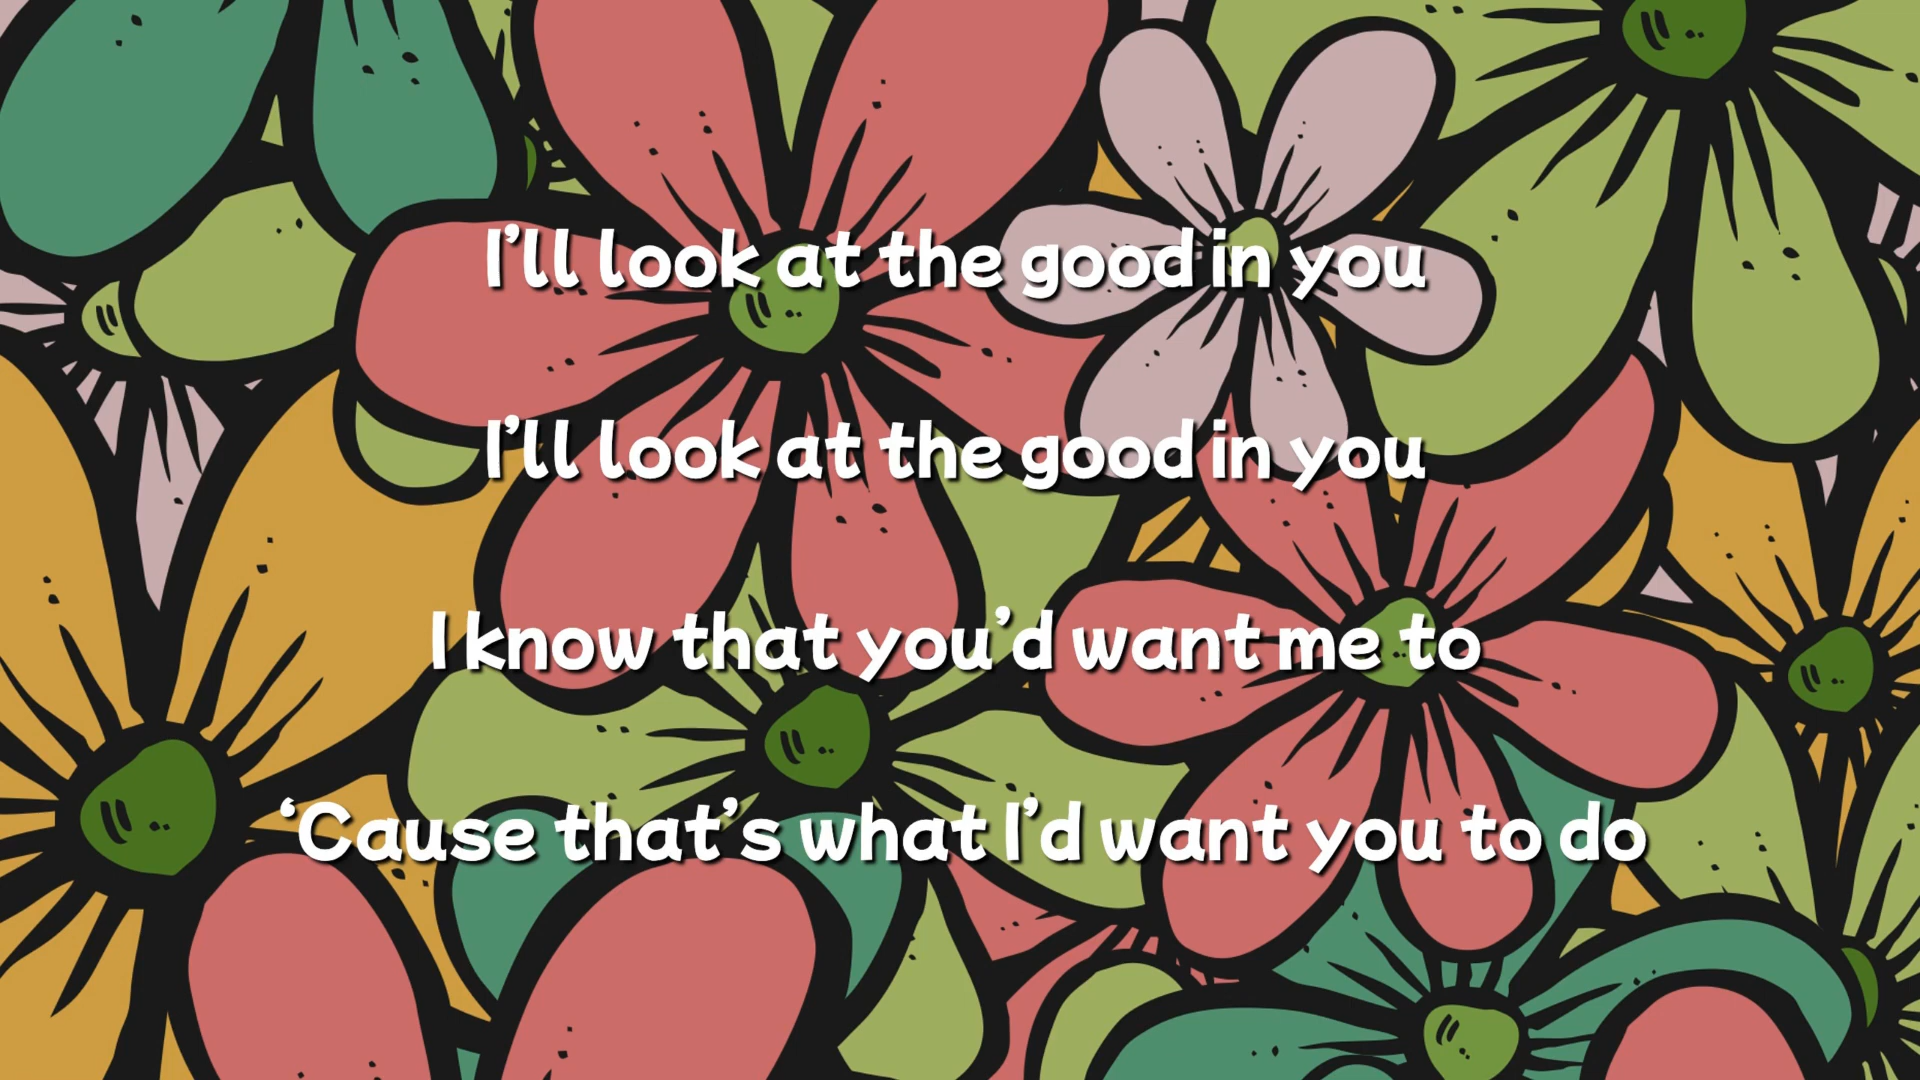 I’ll look at the good in you
I’ll look at the good in you
I know that you’d want me to
‘Cause that’s what I’d want you to do